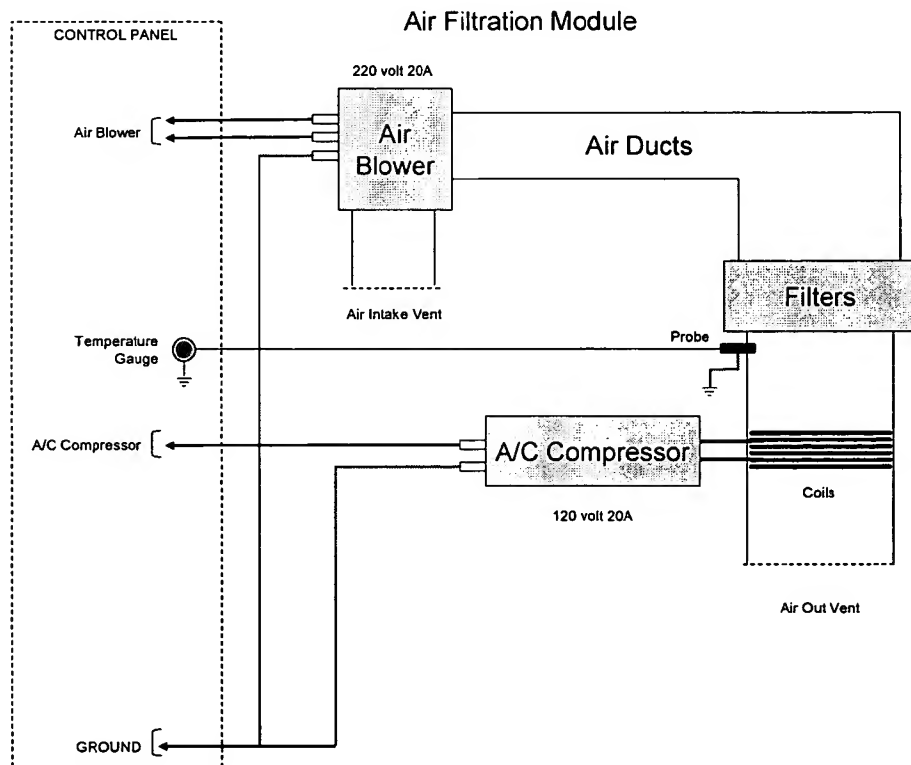 Air Filtration Module
CONTROL PANEL
220 volt 20A
Air Blower
Air
Blower
Air Ducts
Filters
Air Intake Vent
Temperature
Gauge
Probe
A/C Compressor
A/C Compressor
Coils
120 volt 20A
Air Out Vent
GROUND